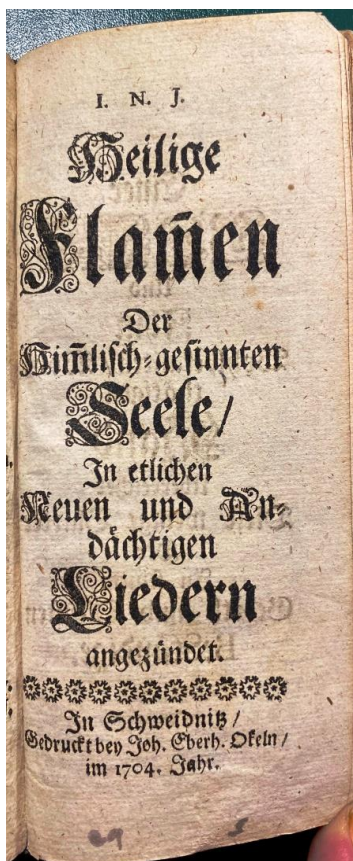 I. N. J.
Heilige
Flam̄en
Der
Him̄lisch-gesinnten
Seele/
In etlichen
Neuen und An-
dächtigen
Liedern
angezündet.
In Schweidnitz/
Gedruckt bey Joh. Eberh. Okeln/
im 1704. Jahr.